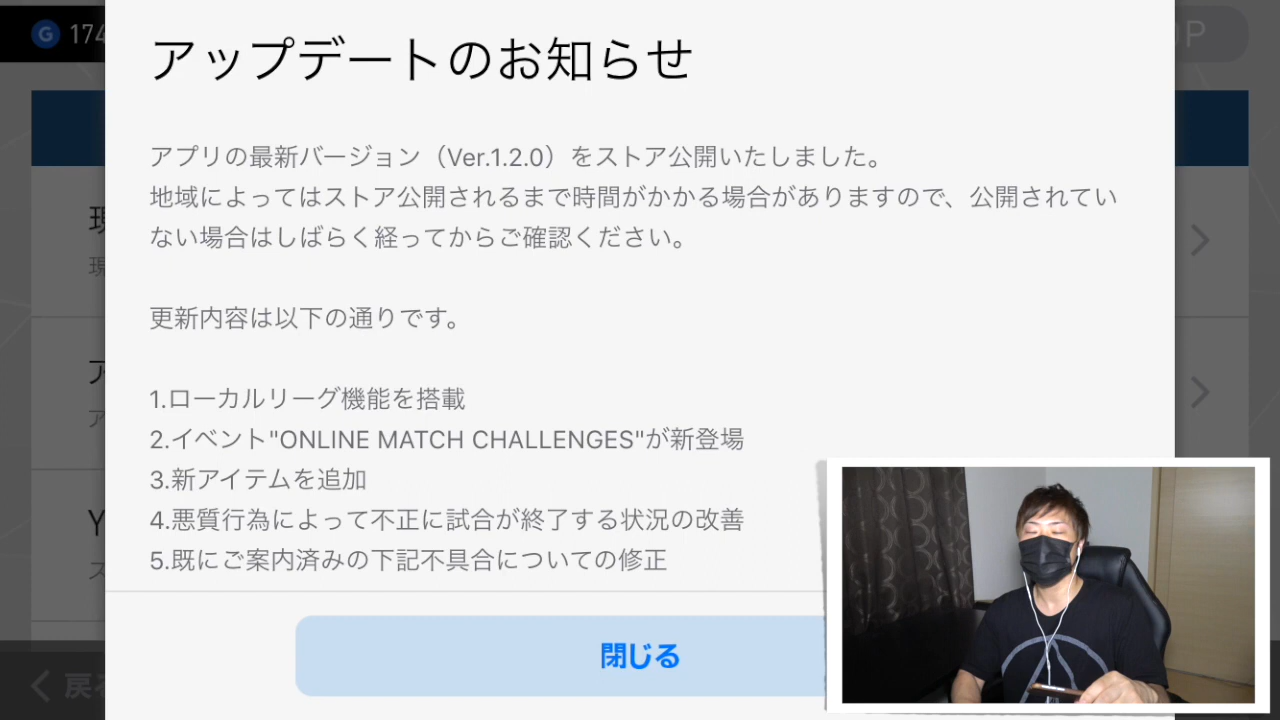 アップデートのお知らせ
アプリの最新バージョン（Ver.1.2.0）をストア公開いたしました。
地域によってはストア公開されるまで時間がかかる場合がありますので、公開されてい
ない場合はしばらく経ってからご確認ください。
更新内容は以下の通りです。
1.ローカルリーグ機能を搭載
2.イベント"ONLINE MATCH CHALLENGES"が新登場
3.新アイテムを追加
4.悪質行為によって不正に試合が終了する状況の改善
5.既にご案内済みの下記不具合についての修正
閉じる